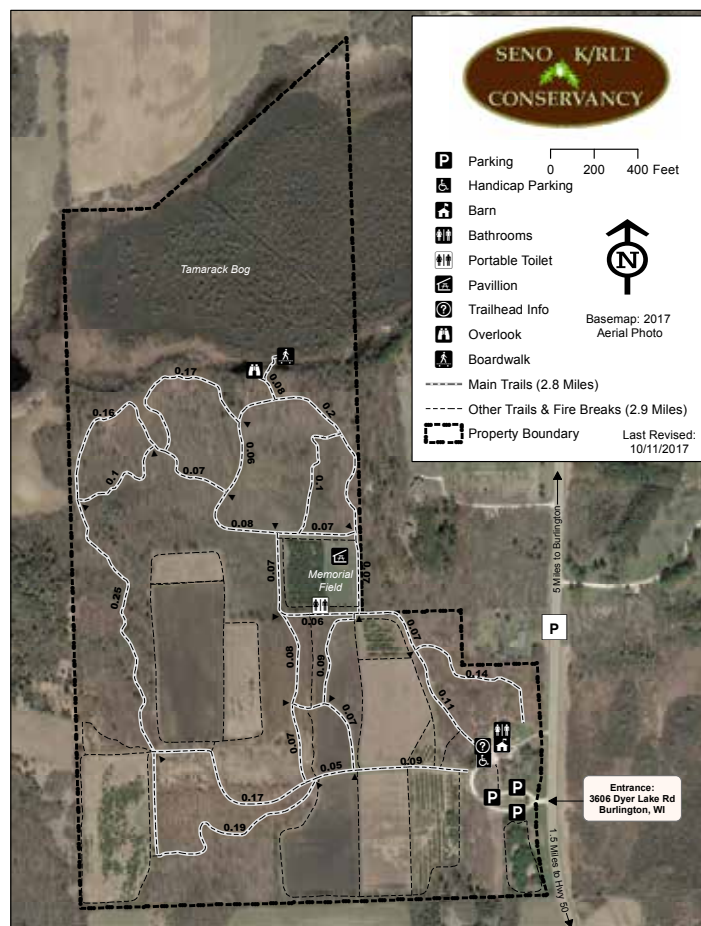 SENO K/RLT
CONSERVANCY
P Parking
0 200 400 Feet
Handicap Parking
Barn
Bathrooms
Portable Toilet
Pavillion
? Trailhead Info
Overlook
Boardwalk
N
Basemap: 2017
Aerial Photo
Main Trails (2.8 Miles)
Other Trails & Fire Breaks (2.9 Miles)
Property Boundary
Last Revised:
10/11/2017
Tamarack Bog
0.17
0.08
0.16
0.2
0.06
0.1
0.07
0.1
0.08
0.07
5 Miles to Burlington
0.07
0.07
Memorial
Field
0.25
0.06
P
0.07
0.08
0.09
0.14
0.11
0.07
0.07
?
0.05
0.09
0.17
P
P
P
Entrance:
3606 Dyer Lake Rd
Burlington, WI
0.19
1.5 Miles to Hwy 50